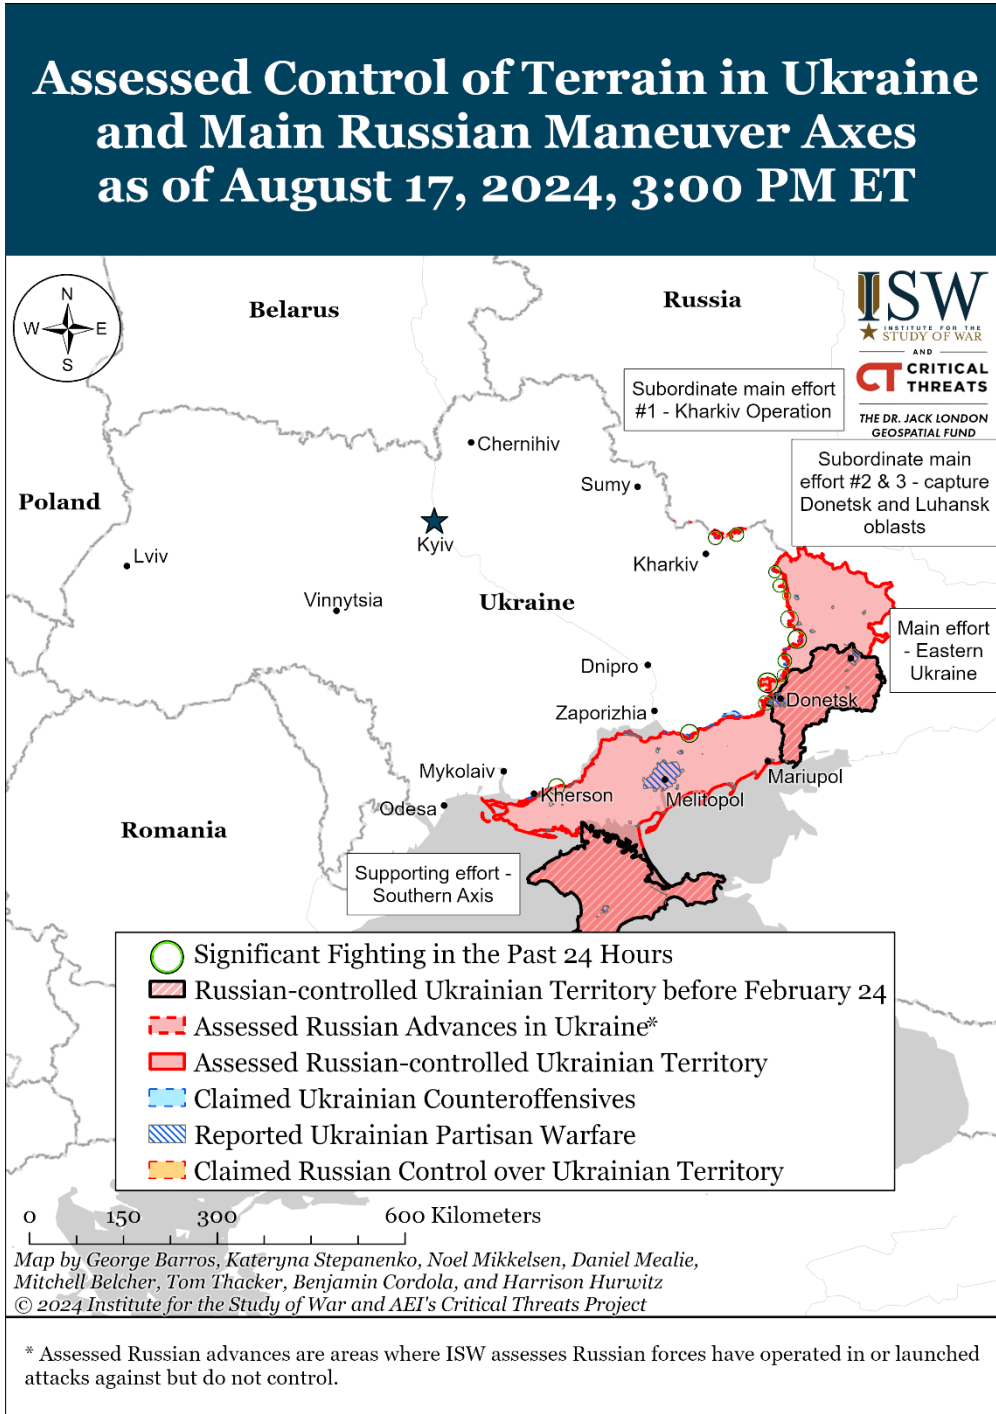 Assessed Control of Terrain in Ukraine
and Main Russian Maneuver Axes
as of August 17, 2024, 3:00 PM ET
N
W
E
S
Belarus
Russia
ISW
INSTITUTE FOR THE
STUDY OF WAR
AND
CT CRITICAL
THREATS
THE DR. JACK LONDON
GEOSPATIAL FUND
Subordinate main effort
#1 - Kharkiv Operation
Subordinate main
effort #2 & 3 - capture
Donetsk and Luhansk
oblasts
Chernihiv
Sumy
Poland
Kyiv
Lviv
Kharkiv
Vinnytsia
Ukraine
Main effort
- Eastern
Ukraine
Dnipro
Donetsk
Zaporizhia
Mykolaiv
Mariupol
Kherson
Melitopol
Odesa
Romania
Supporting effort -
Southern Axis
Significant Fighting in the Past 24 Hours
Russian-controlled Ukrainian Territory before February 24
Assessed Russian Advances in Ukraine*
Assessed Russian-controlled Ukrainian Territory
Claimed Ukrainian Counteroffensives
Reported Ukrainian Partisan Warfare
Claimed Russian Control over Ukrainian Territory
0 150 300 600 Kilometers
Map by George Barros, Kateryna Stepanenko, Noel Mikkelsen, Daniel Mealie,
Mitchell Belcher, Tom Thacker, Benjamin Cordola, and Harrison Hurwitz
© 2024 Institute for the Study of War and AEI's Critical Threats Project
* Assessed Russian advances are areas where ISW assesses Russian forces have operated in or launched
attacks against but do not control.